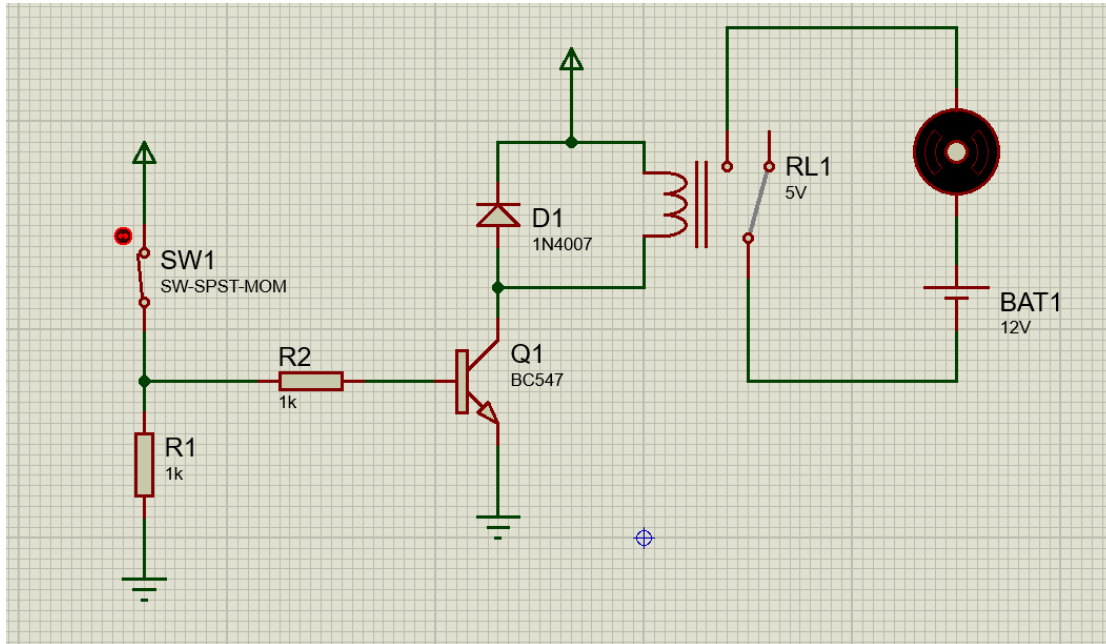 RL1
5V
D1
1N4007
SW1
SW-SPST-MOM
BAT1
12V
R2
1k
Q1
BC547
R1
1k